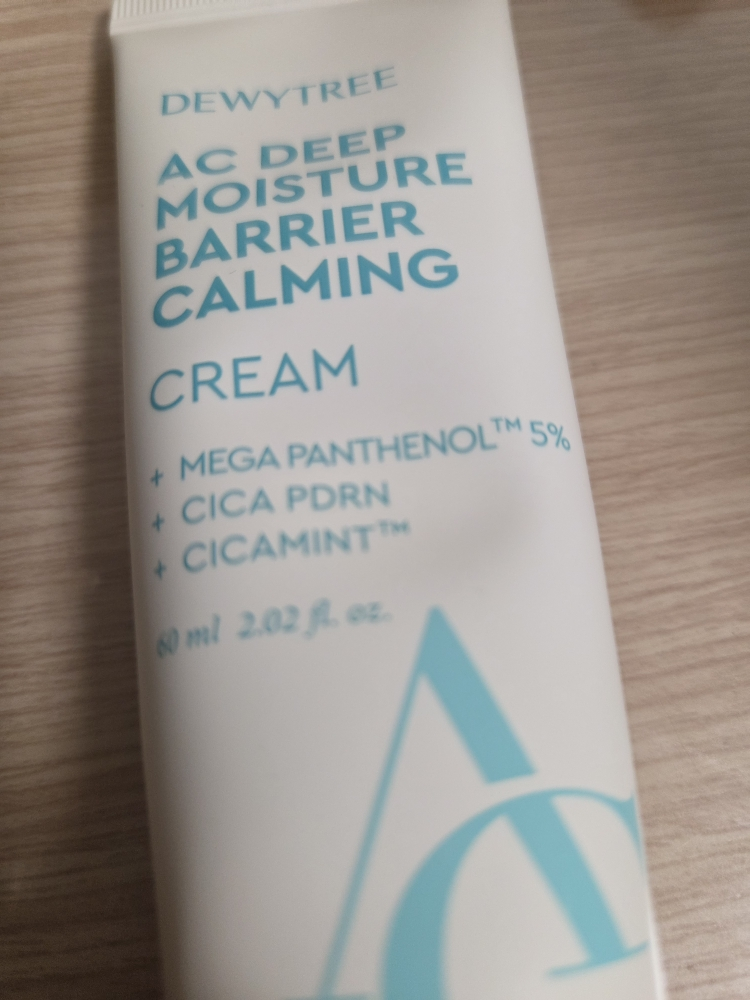 DEWYTREE
AC DEEP
MOISTURE
BARRIER
CALMING
CREAM
+ MEGA PANTHENOL™ 5%
+ CICA PDRN
+ CICAMINT™
60 ml 2.02 fl. oz.
AC